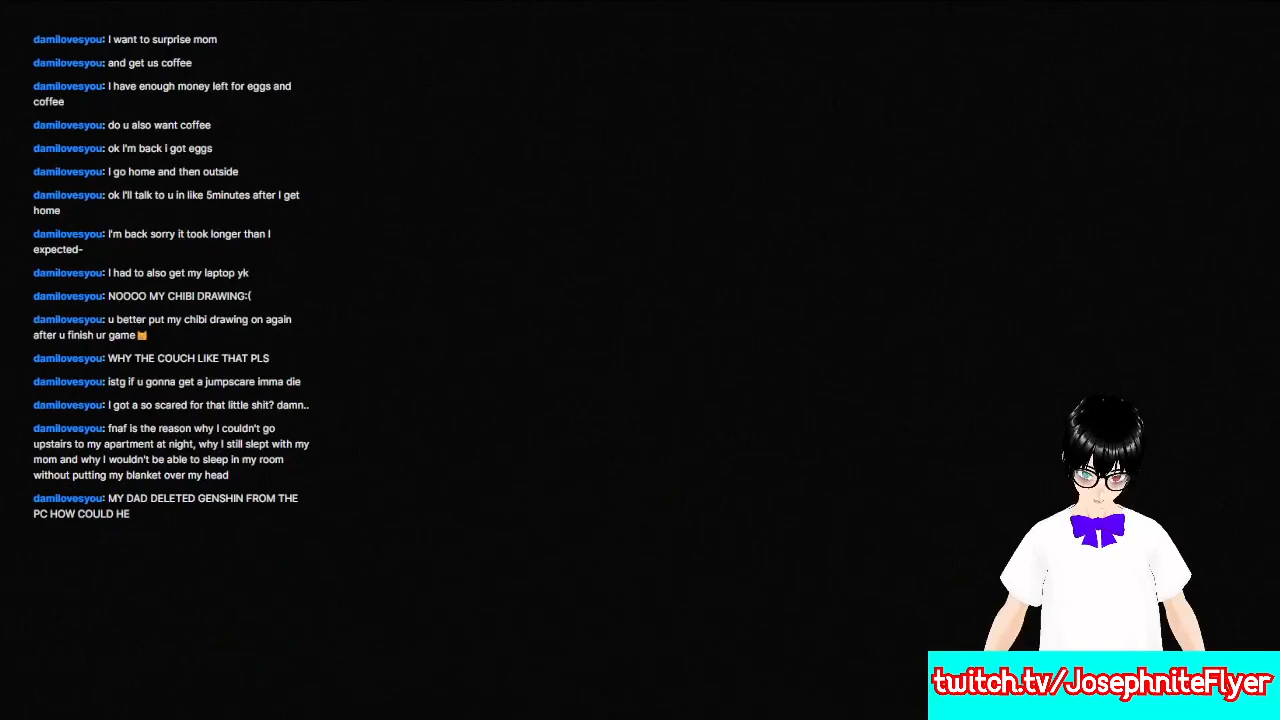 damilovesyou: I want to surprise mom
damilovesyou: and get us coffee
damilovesyou: I have enough money left for eggs and
coffee
damilovesyou: do u also want coffee
damilovesyou: ok I'm back i got eggs
damilovesyou: I go home and then outside
damilovesyou: ok I'll talk to u in like 5minutes after I get
home
damilovesyou: I'm back sorry it took longer than I
expected-
damilovesyou: I had to also get my laptop yk
damilovesyou: NOOOO MY CHIBI DRAWING:(
damilovesyou: u better put my chibi drawing on again
after u finish ur game
damilovesyou: WHY THE COUCH LIKE THAT PLS
damilovesyou: istg if u gonna get a jumpscare imma die
damilovesyou: I got a so scared for that little shit? damn..
damilovesyou: fnaf is the reason why I couldn't go
upstairs to my apartment at night, why I still slept with my
mom and why I wouldn't be able to sleep in my room
without putting my blanket over my head
damilovesyou: MY DAD DELETED GENSHIN FROM THE
PC HOW COULD HE
twitch.tv/JosephniteFlyer